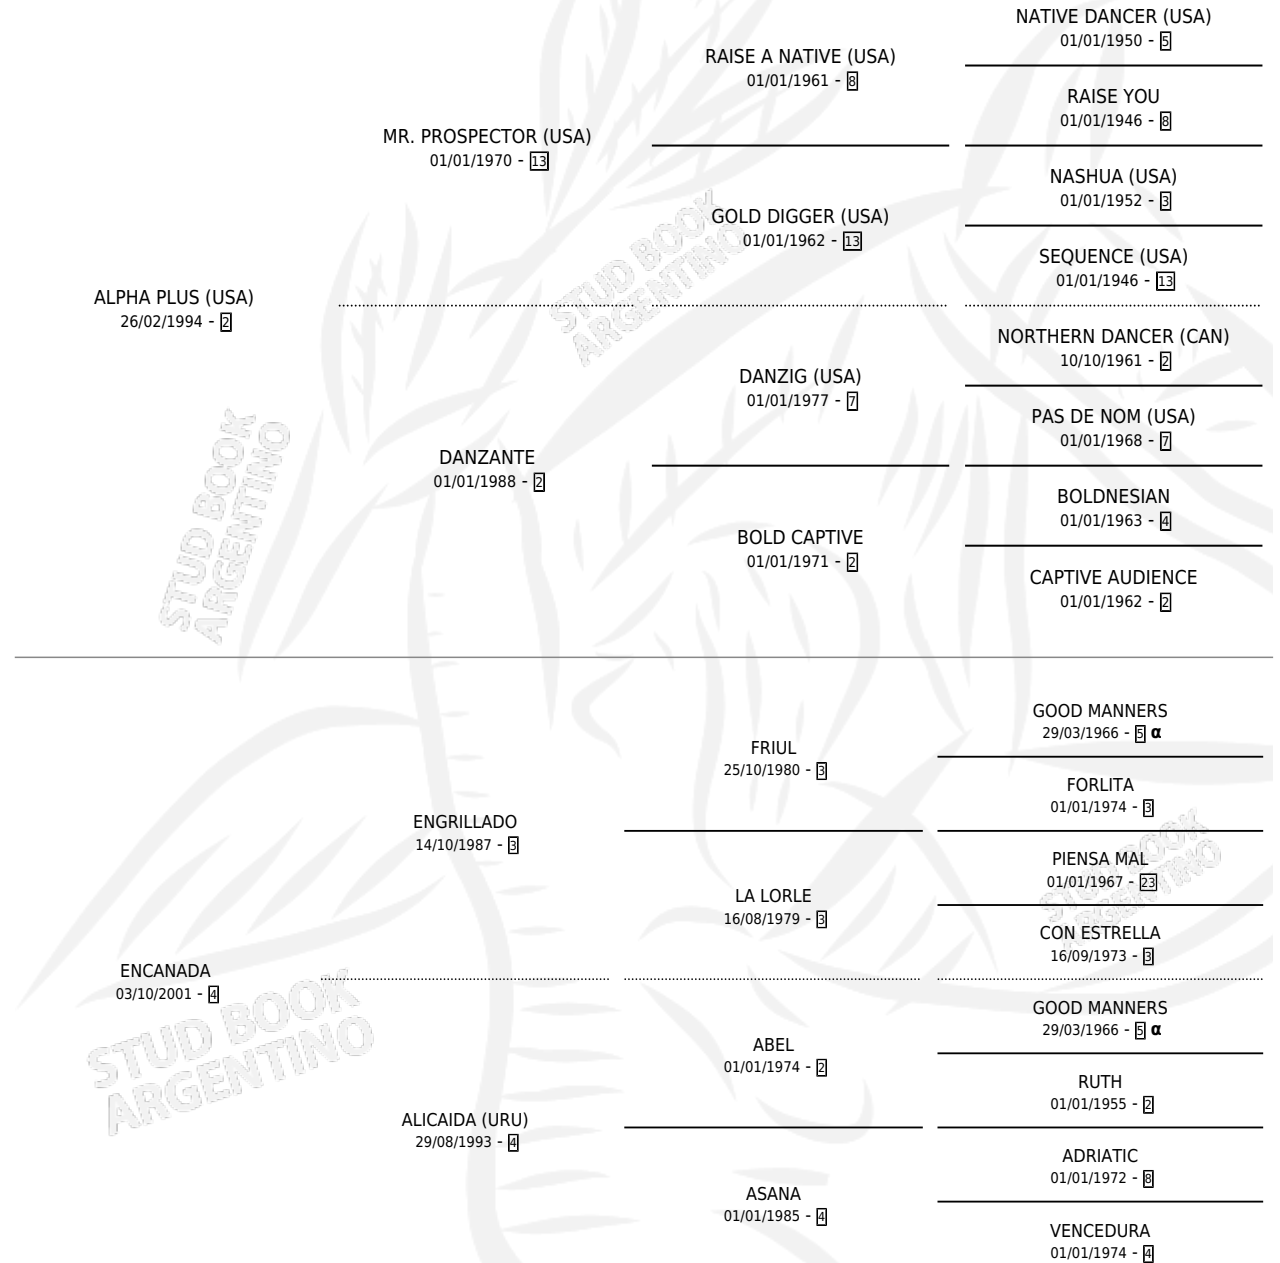 NATIVE DANCER (USA)
01/01/1950 - 5
RAISE A NATIVE (USA)
01/01/1961 - 8
RAISE YOU
01/01/1946 - 8
MR. PROSPECTOR (USA)
01/01/1970 - 13
NASHUA (USA)
01/01/1952 - 3
GOLD DIGGER (USA)
01/01/1962 - 13
SEQUENCE (USA)
01/01/1946 - 13
ALPHA PLUS (USA)
26/02/1994 - 2
NORTHERN DANCER (CAN)
10/10/1961 - 2
DANZIG (USA)
01/01/1977 - 7
PAS DE NOM (USA)
01/01/1968 - 7
DANZANTE
01/01/1988 - 2
BOLDNESIAN
01/01/1963 - 4
BOLD CAPTIVE
01/01/1971 - 2
CAPTIVE AUDIENCE
01/01/1962 - 2
GOOD MANNERS
29/03/1966 - 5 α
FRIUL
25/10/1980 - 3
FORLITA
01/01/1974 - 3
ENGRILLADO
14/10/1987 - 3
PIENSA MAL
01/01/1967 - 23
LA LORLE
16/08/1979 - 3
CON ESTRELLA
16/09/1973 - 3
ENCANADA
03/10/2001 - 4
GOOD MANNERS
29/03/1966 - 5 α
ABEL
01/01/1974 - 2
RUTH
01/01/1955 - 2
ALICAIDA (URU)
29/08/1993 - 4
ADRIATIC
01/01/1972 - 8
ASANA
01/01/1985 - 4
VENCEDURA
01/01/1974 - 4
STUD BOOK
ARGENTINO
STUD BOOK
ARGENTINO
STUD BOOK
ARGENTINO
STUD BOOK
ARGENTINO